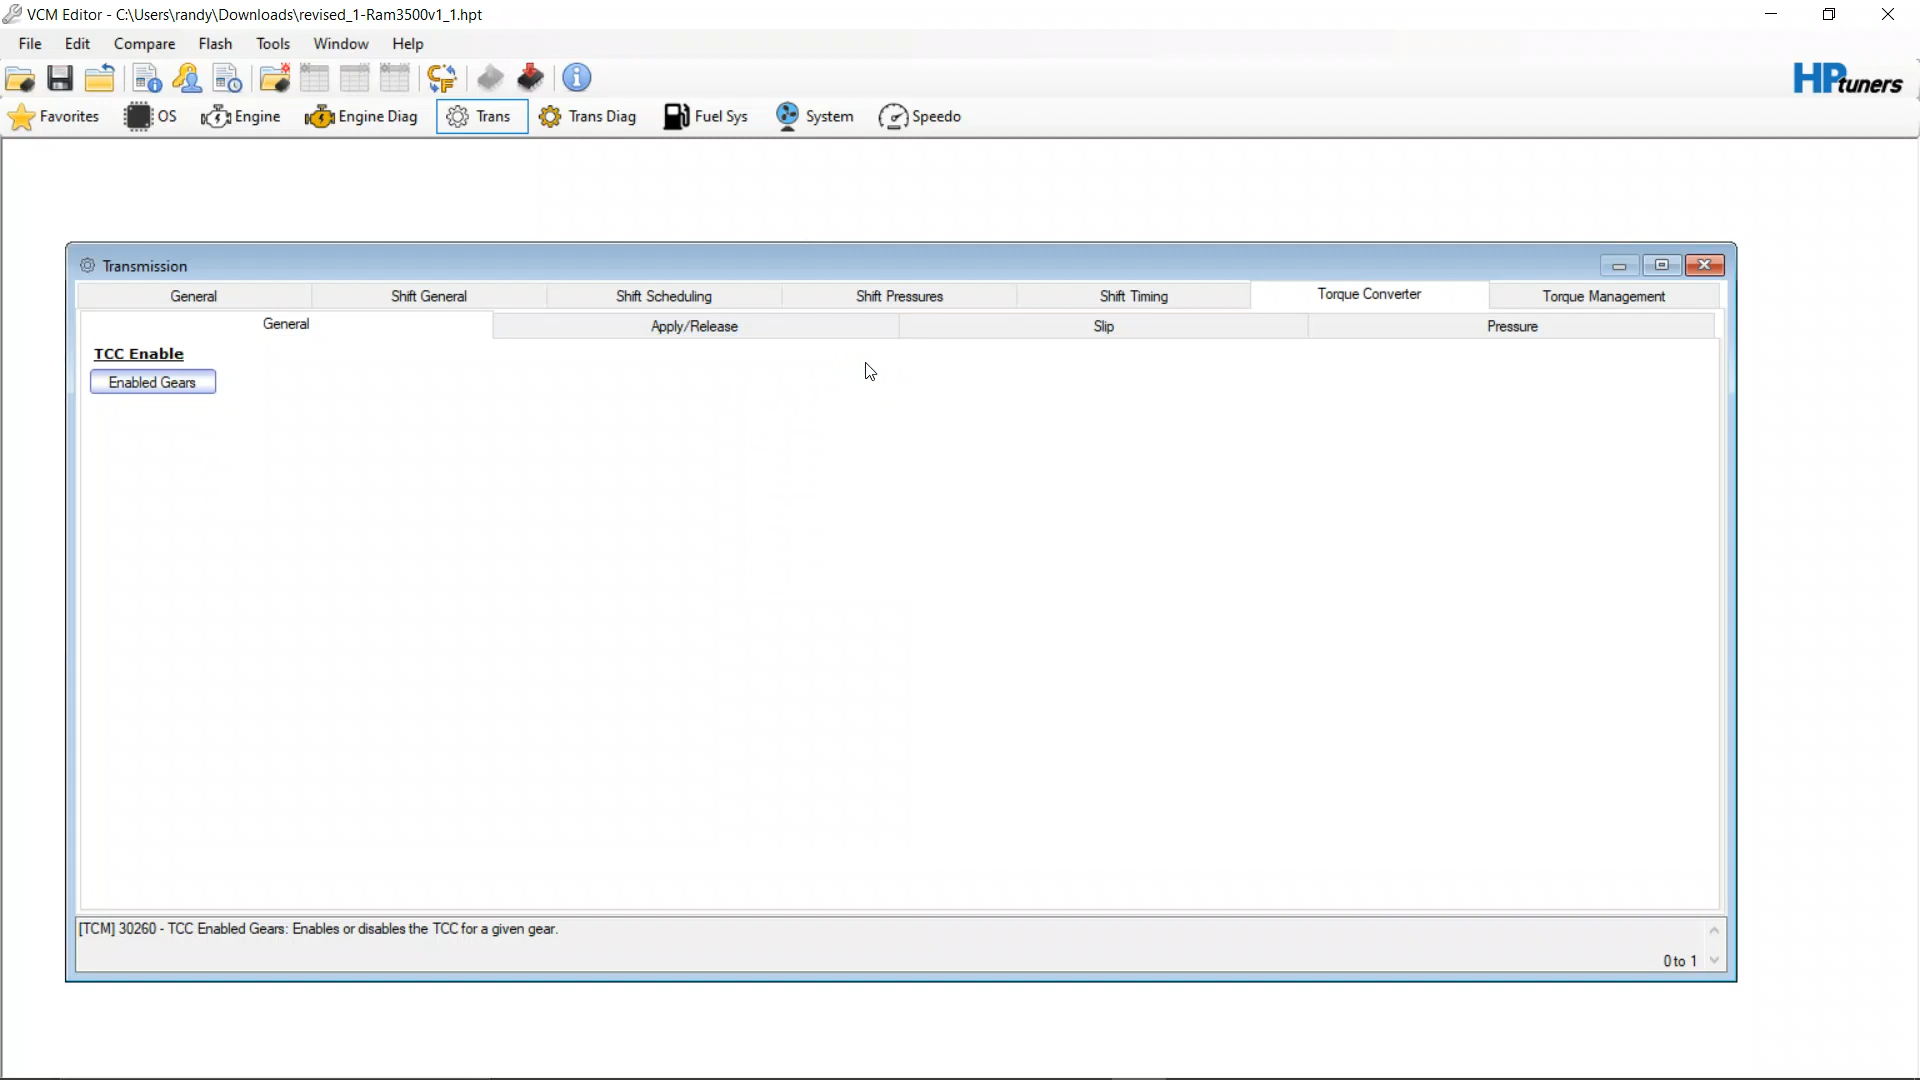 VCM Editor - C:\Users\randy\Downloads\revised_1-Ram3500v1_1.hpt
File Edit Compare Flash Tools Window Help
HPtuners
Favorites OS Engine Engine Diag Trans Trans Diag Fuel Sys System Speedo
Transmission
General Shift General Shift Scheduling Shift Pressures Shift Timing Torque Converter Torque Management
General Apply/Release Slip Pressure
TCC Enable
Enabled Gears
[TCM] 30260 - TCC Enabled Gears: Enables or disables the TCC for a given gear.
0 to 1